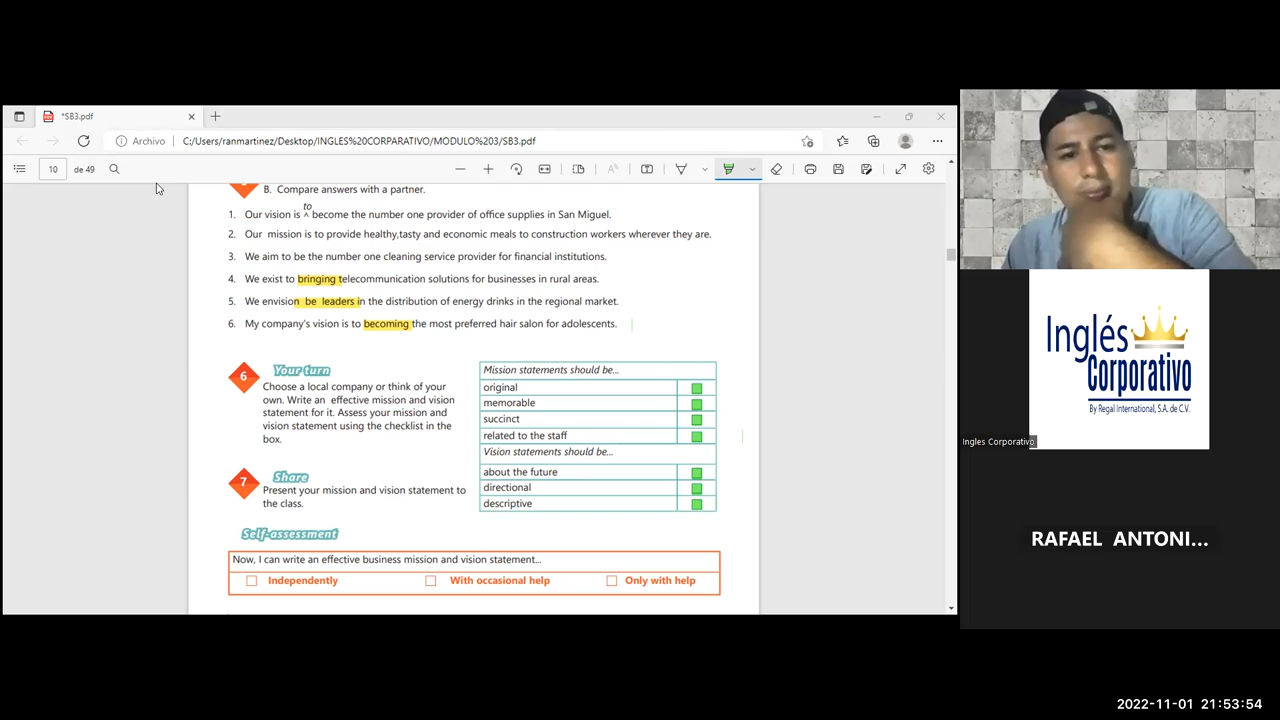 *SB3.pdf
Archivo
C:/Users/ranmartinez/Desktop/INGLES%20CORPARATIVO/MODULO%203/SB3.pdf
10
de 49
B. Compare answers with a partner.
to
1. Our vision is ^ become the number one provider of office supplies in San Miguel.
2. Our mission is to provide healthy,tasty and economic meals to construction workers wherever they are.
3. We aim to be the number one cleaning service provider for financial institutions.
4. We exist to bringing telecommunication solutions for businesses in rural areas.
5. We envision be leaders in the distribution of energy drinks in the regional market.
6. My company's vision is to becoming the most preferred hair salon for adolescents.
6
Your turn
Choose a local company or think of your
own. Write an effective mission and vision
statement for it. Assess your mission and
vision statement using the checklist in the
box.
7
Share
Present your mission and vision statement to
the class.
Mission statements should be...
original
memorable
succinct
related to the staff
Vision statements should be...
about the future
directional
descriptive
Self-assessment
Now, I can write an effective business mission and vision statement...
Independently
With occasional help
Only with help
Inglés
Corporativo
By Regal International, S.A. de C.V.
Ingles Corporativo
RAFAEL ANTONI...
2022-11-01 21:53:54